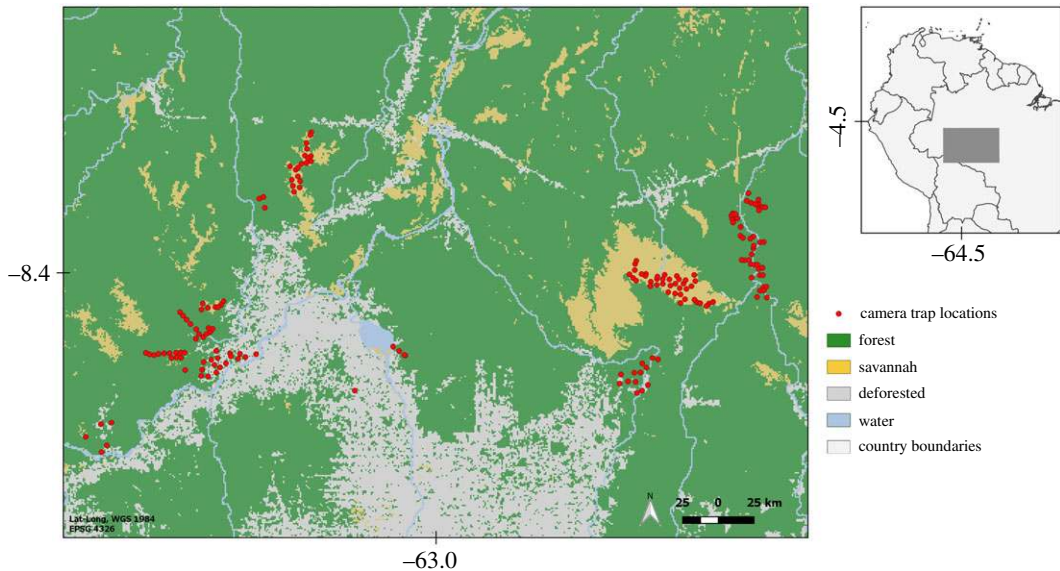 −4.5
−64.5
−8.4
camera trap locations
forest
savannah
deforested
water
country boundaries
N
25 0 25 km
Lat-Long, WGS 1984
EPSG 4326
−63.0